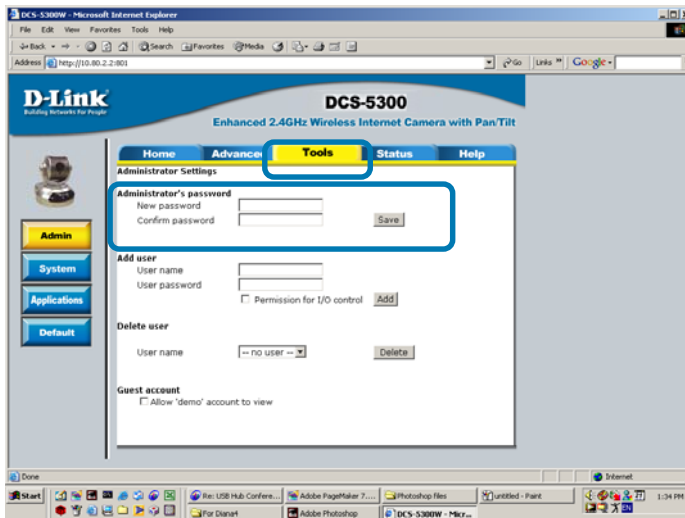 DCS-5300W - Microsoft Internet Explorer
File Edit View Favorites Tools Help
Back Search Favorites Media
Address http://10.80.2.2:801 Go Links » Google
D-Link
Building Networks for People
DCS-5300
Enhanced 2.4GHz Wireless Internet Camera with Pan/Tilt
Home Advanced Tools Status Help
Administrator Settings
Administrator's password
New password
Confirm password Save
Admin
System
Applications
Default
Add user
User name
User password
Permission for I/O control Add
Delete user
User name -- no user -- Delete
Guest account
Allow 'demo' account to view
Done Internet
Start Re: USB Hub Confere... Adobe PageMaker 7.... Photoshop files untitled - Paint 1:34 PM
For Diana4 Adobe Photoshop DCS-5300W - Micr... EN